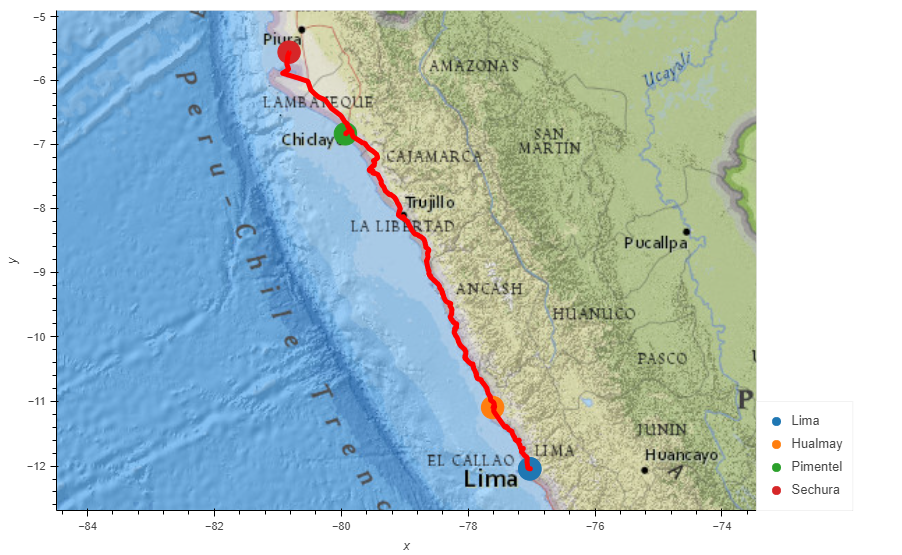 Piura
AMAZONAS
Ucayali
LAMBAYEQUE
Chiclay
SAN
MARTIN
CAJAMARCA
Trujillo
LA LIBERTAD
Pucallpa
ANCASH
HUANUCO
PASCO
P
JUNIN
Huancayo
A
LIMA
EL CALLAO
Lima
Peru-Chile Trenc
−5
−6
−7
−8
−9
−10
−11
−12
y
−84
−82
−80
−78
−76
−74
x
Lima
Hualmay
Pimentel
Sechura